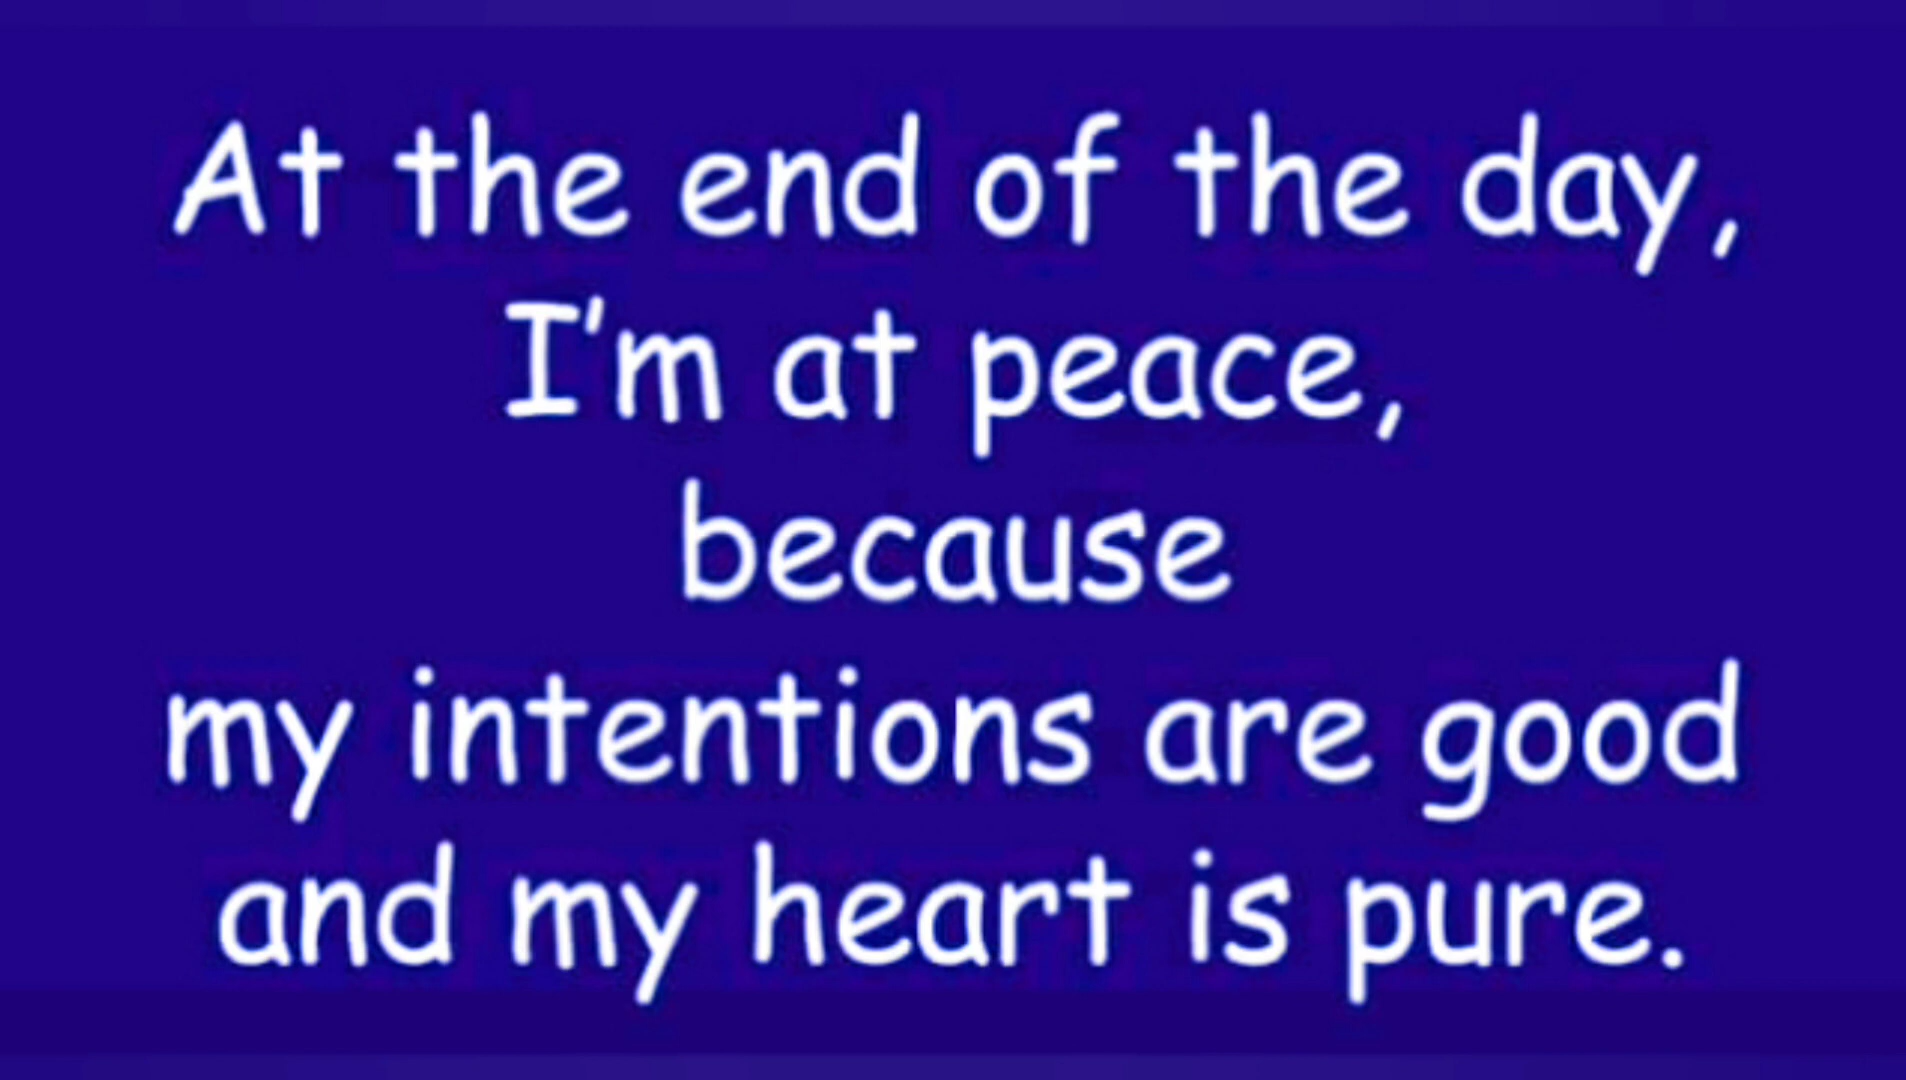 At the end of the day,
I'm at peace,
because
my intentions are good
and my heart is pure.